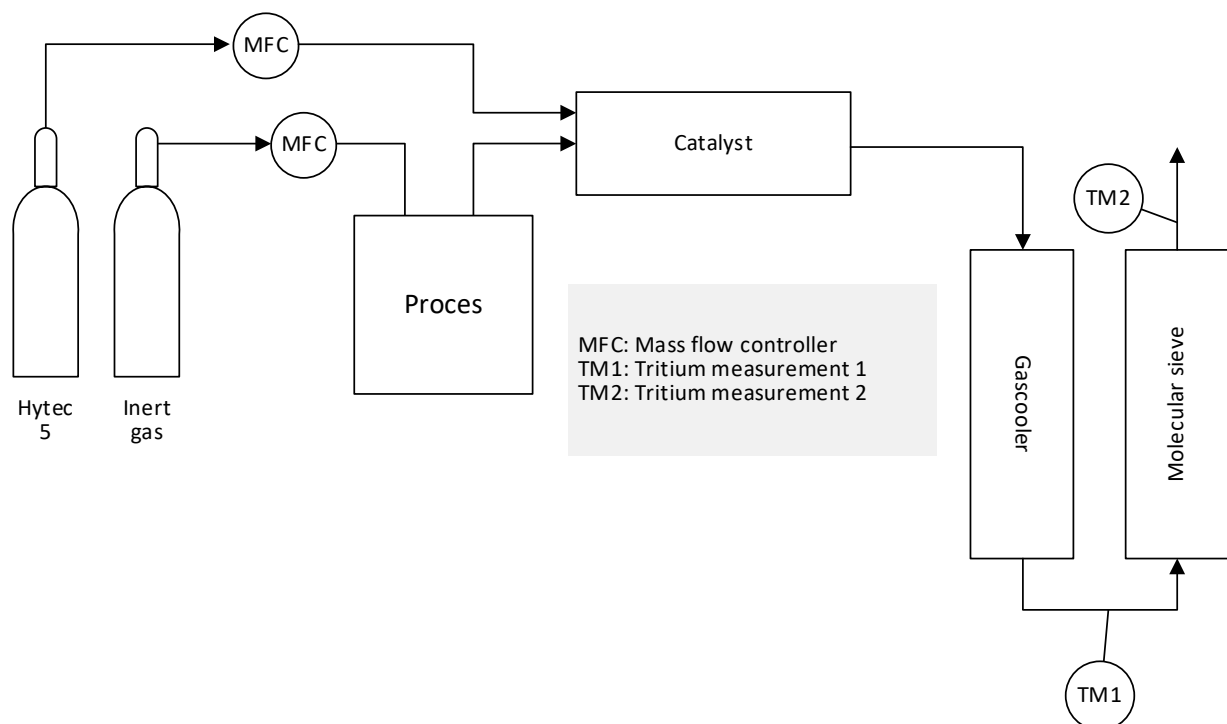 MFC
MFC
Catalyst
TM2
Proces
MFC: Mass flow controller
TM1: Tritium measurement 1
TM2: Tritium measurement 2
Gascooler
Molecular sieve
Hytec
5
Inert
gas
TM1